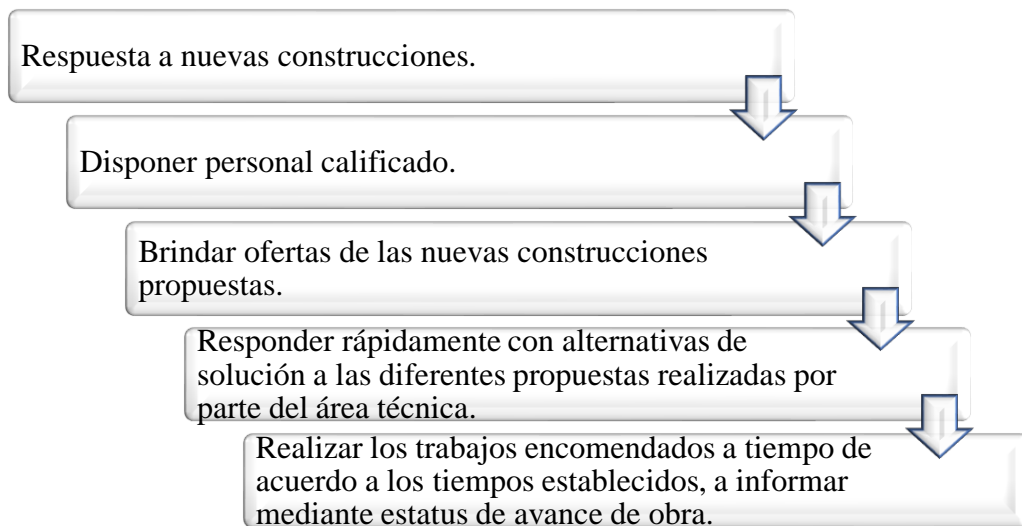 Respuesta a nuevas construcciones.
Disponer personal calificado.
Brindar ofertas de las nuevas construcciones
propuestas.
Responder rápidamente con alternativas de
solución a las diferentes propuestas realizadas por
parte del área técnica.
Realizar los trabajos encomendados a tiempo de
acuerdo a los tiempos establecidos, a informar
mediante estatus de avance de obra.